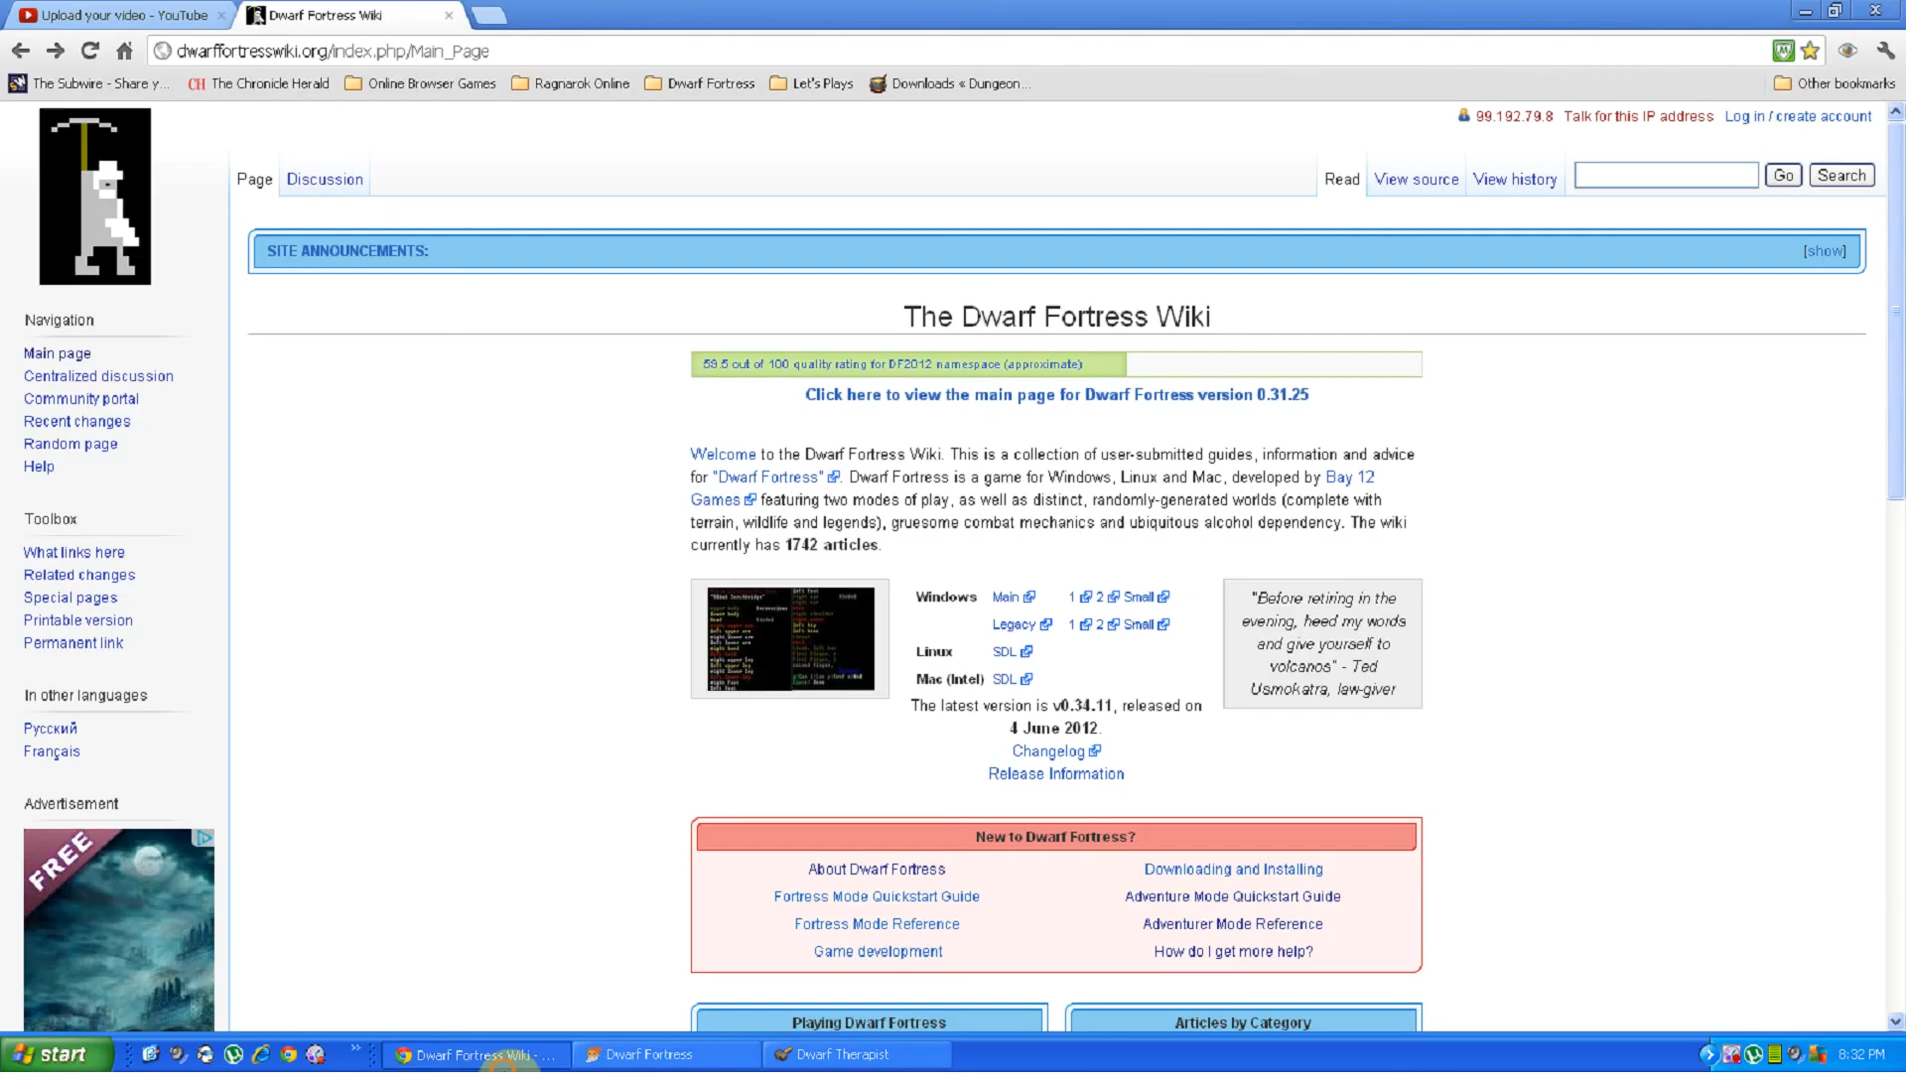 Upload your video - YouTube
Dwarf Fortress Wiki
dwarffortresswiki.org/index.php/Main_Page
The Subwire - Share y...
CH The Chronicle Herald
Online Browser Games
Ragnarok Online
Dwarf Fortress
Let's Plays
Downloads « Dungeon...
Other bookmarks
99.192.79.8 Talk for this IP address Log in / create account
Page Discussion
Read View source View history
Go Search
SITE ANNOUNCEMENTS:
[show]
The Dwarf Fortress Wiki
59.5 out of 100 quality rating for DF2012 namespace (approximate)
Click here to view the main page for Dwarf Fortress version 0.31.25
Welcome to the Dwarf Fortress Wiki. This is a collection of user-submitted guides, information and advice
for "Dwarf Fortress". Dwarf Fortress is a game for Windows, Linux and Mac, developed by Bay 12
Games featuring two modes of play, as well as distinct, randomly-generated worlds (complete with
terrain, wildlife and legends), gruesome combat mechanics and ubiquitous alcohol dependency. The wiki
currently has 1742 articles.
Windows Main 1 2 Small
Legacy 1 2 Small
Linux SDL
Mac (Intel) SDL
The latest version is v0.34.11, released on
4 June 2012.
Changelog
Release Information
"Before retiring in the
evening, heed my words
and give yourself to
volcanos" - Ted
Usmokatra, law-giver
New to Dwarf Fortress?
About Dwarf Fortress
Downloading and Installing
Fortress Mode Quickstart Guide
Adventure Mode Quickstart Guide
Fortress Mode Reference
Adventurer Mode Reference
Game development
How do I get more help?
Playing Dwarf Fortress
Articles by Category
Navigation
Main page
Centralized discussion
Community portal
Recent changes
Random page
Help
Toolbox
What links here
Related changes
Special pages
Printable version
Permanent link
In other languages
Русский
Français
Advertisement
FREE
start
Dwarf Fortress Wiki - ...
Dwarf Fortress
Dwarf Therapist
8:32 PM